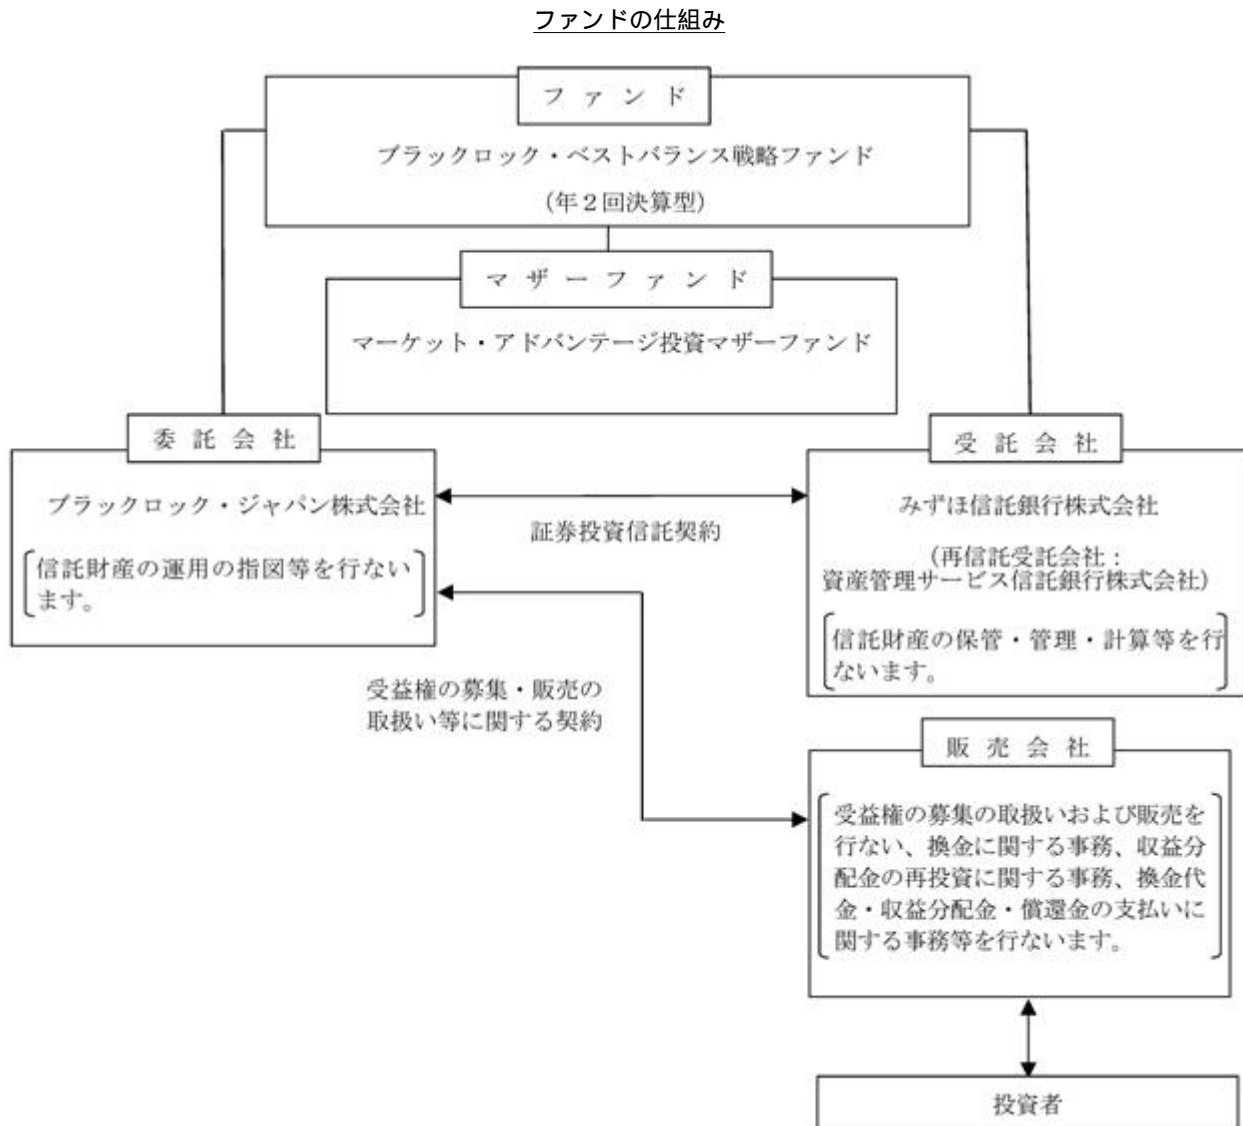 ファンドの仕組み
ファンド
ブラックロック・ベストバランス戦略ファンド
（年２回決算型）
マザーファンド
マーケット・アドバンテージ投資マザーファンド
委託会社
ブラックロック・ジャパン株式会社
信託財産の運用の指図等を行ない
ます。
証券投資信託契約
受託会社
みずほ信託銀行株式会社
（再信託受託会社：
資産管理サービス信託銀行株式会社）
信託財産の保管・管理・計算等を行
ないます。
受益権の募集・販売の
取扱い等に関する契約
販売会社
受益権の募集の取扱いおよび販売を
行ない、換金に関する事務、収益分
配金の再投資に関する事務、換金代
金・収益分配金・償還金の支払いに
関する事務等を行ないます。
投資者